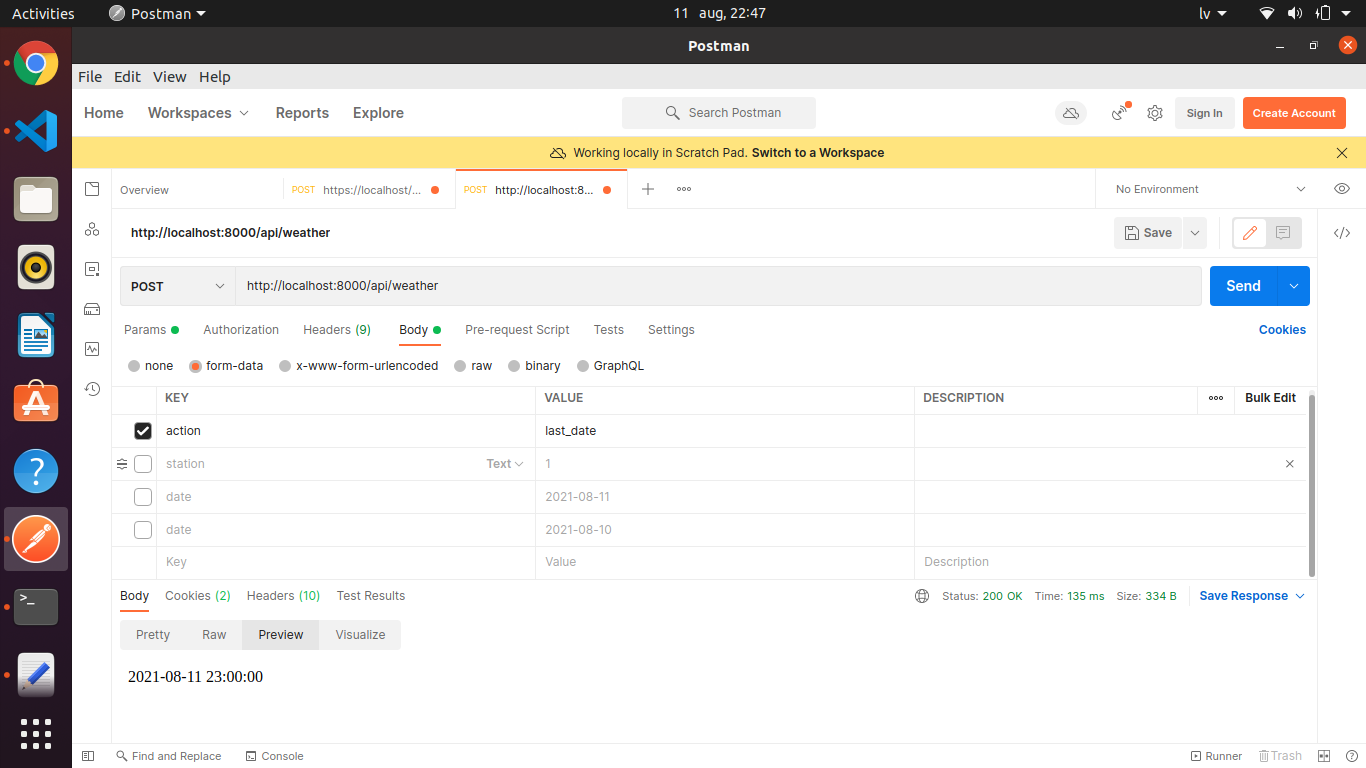 Activities Postman 11 aug, 22:47 lv
Postman
File Edit View Help
Home Workspaces Reports Explore Search Postman Sign In Create Account
Working locally in Scratch Pad. Switch to a Workspace
Overview POST https://localhost/... POST http://localhost:8... No Environment
http://localhost:8000/api/weather Save
POST http://localhost:8000/api/weather Send
Params Authorization Headers (9) Body Pre-request Script Tests Settings Cookies
none form-data x-www-form-urlencoded raw binary GraphQL
KEY VALUE DESCRIPTION Bulk Edit
action last_date
station Text 1
date 2021-08-11
date 2021-08-10
Key Value Description
Body Cookies (2) Headers (10) Test Results Status: 200 OK Time: 135 ms Size: 334 B Save Response
Pretty Raw Preview Visualize
2021-08-11 23:00:00
Find and Replace Console Runner Trash